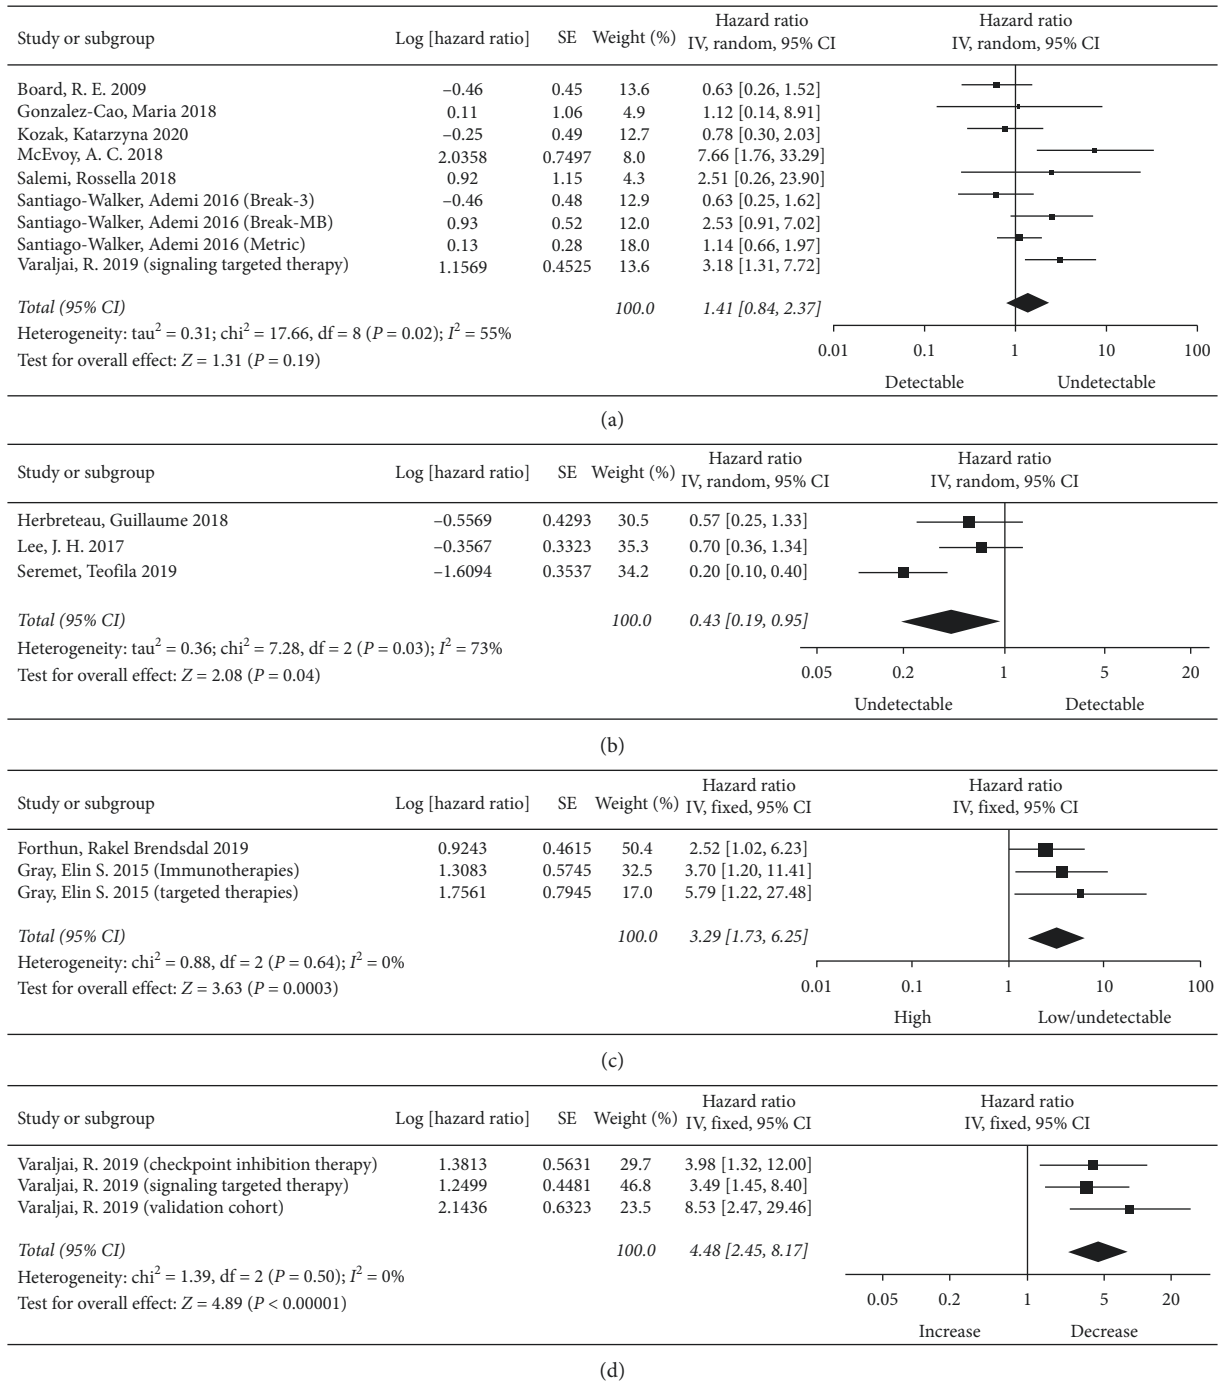 Study or subgroup Log [hazard ratio] SE Weight (%) Hazard ratio IV, random, 95% CI Hazard ratio IV, random, 95% CI
Board, R. E. 2009 –0.46 0.45 13.6 0.63 [0.26, 1.52]
Gonzalez-Cao, Maria 2018 0.11 1.06 4.9 1.12 [0.14, 8.91]
Kozak, Katarzyna 2020 –0.25 0.49 12.7 0.78 [0.30, 2.03]
McEvoy, A. C. 2018 2.0358 0.7497 8.0 7.66 [1.76, 33.29]
Salemi, Rossella 2018 0.92 1.15 4.3 2.51 [0.26, 23.90]
Santiago-Walker, Ademi 2016 (Break-3) –0.46 0.48 12.9 0.63 [0.25, 1.62]
Santiago-Walker, Ademi 2016 (Break-MB) 0.93 0.52 12.0 2.53 [0.91, 7.02]
Santiago-Walker, Ademi 2016 (Metric) 0.13 0.28 18.0 1.14 [0.66, 1.97]
Varaljai, R. 2019 (signaling targeted therapy) 1.1569 0.4525 13.6 3.18 [1.31, 7.72]
Total (95% CI) 100.0 1.41 [0.84, 2.37]
Heterogeneity: tau² = 0.31; chi² = 17.66, df = 8 (P = 0.02); I² = 55%
Test for overall effect: Z = 1.31 (P = 0.19)
0.01 0.1 1 10 100
Detectable Undetectable
(a)
Study or subgroup Log [hazard ratio] SE Weight (%) Hazard ratio IV, random, 95% CI Hazard ratio IV, random, 95% CI
Herbreteau, Guillaume 2018 –0.5569 0.4293 30.5 0.57 [0.25, 1.33]
Lee, J. H. 2017 –0.3567 0.3323 35.3 0.70 [0.36, 1.34]
Seremet, Teofila 2019 –1.6094 0.3537 34.2 0.20 [0.10, 0.40]
Total (95% CI) 100.0 0.43 [0.19, 0.95]
Heterogeneity: tau² = 0.36; chi² = 7.28, df = 2 (P = 0.03); I² = 73%
Test for overall effect: Z = 2.08 (P = 0.04)
0.05 0.2 1 5 20
Undetectable Detectable
(b)
Study or subgroup Log [hazard ratio] SE Weight (%) Hazard ratio IV, fixed, 95% CI Hazard ratio IV, fixed, 95% CI
Forthun, Rakel Brendsdal 2019 0.9243 0.4615 50.4 2.52 [1.02, 6.23]
Gray, Elin S. 2015 (Immunotherapies) 1.3083 0.5745 32.5 3.70 [1.20, 11.41]
Gray, Elin S. 2015 (targeted therapies) 1.7561 0.7945 17.0 5.79 [1.22, 27.48]
Total (95% CI) 100.0 3.29 [1.73, 6.25]
Heterogeneity: chi² = 0.88, df = 2 (P = 0.64); I² = 0%
Test for overall effect: Z = 3.63 (P = 0.0003)
0.01 0.1 1 10 100
High Low/undetectable
(c)
Study or subgroup Log [hazard ratio] SE Weight (%) Hazard ratio IV, fixed, 95% CI Hazard ratio IV, fixed, 95% CI
Varaljai, R. 2019 (checkpoint inhibition therapy) 1.3813 0.5631 29.7 3.98 [1.32, 12.00]
Varaljai, R. 2019 (signaling targeted therapy) 1.2499 0.4481 46.8 3.49 [1.45, 8.40]
Varaljai, R. 2019 (validation cohort) 2.1436 0.6323 23.5 8.53 [2.47, 29.46]
Total (95% CI) 100.0 4.48 [2.45, 8.17]
Heterogeneity: chi² = 1.39, df = 2 (P = 0.50); I² = 0%
Test for overall effect: Z = 4.89 (P < 0.00001)
0.05 0.2 1 5 20
Increase Decrease
(d)